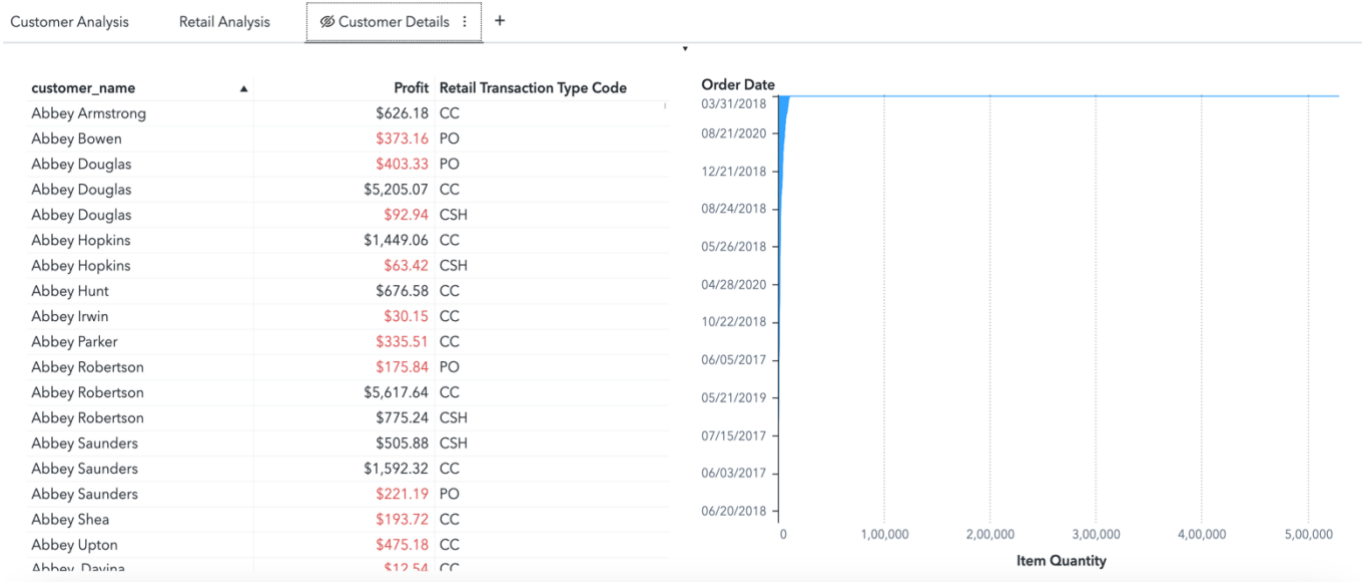 Customer Analysis Retail Analysis Customer Details +
customer_name Profit Retail Transaction Type Code
Abbey Armstrong $626.18 CC
Abbey Bowen $373.16 PO
Abbey Douglas $403.33 PO
Abbey Douglas $5,205.07 CC
Abbey Douglas $92.94 CSH
Abbey Hopkins $1,449.06 CC
Abbey Hopkins $63.42 CSH
Abbey Hunt $676.58 CC
Abbey Irwin $30.15 CC
Abbey Parker $335.51 CC
Abbey Robertson $175.84 PO
Abbey Robertson $5,617.64 CC
Abbey Robertson $775.24 CSH
Abbey Saunders $505.88 CSH
Abbey Saunders $1,592.32 CC
Abbey Saunders $221.19 PO
Abbey Shea $193.72 CC
Abbey Upton $475.18 CC
Abbey, Davina $12.54 CC
Order Date
03/31/2018
08/21/2020
12/21/2018
08/24/2018
05/26/2018
04/28/2020
10/22/2018
06/05/2017
05/21/2019
07/15/2017
06/03/2017
06/20/2018
0 1,00,000 2,00,000 3,00,000 4,00,000 5,00,000
Item Quantity